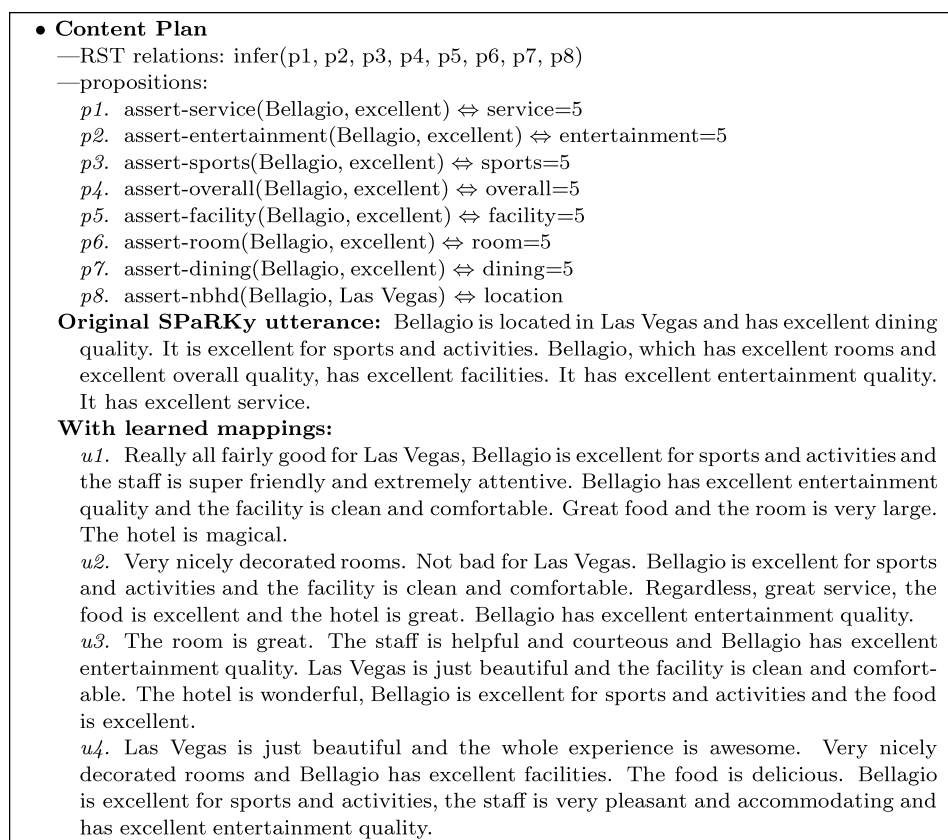 • Content Plan
—RST relations: infer(p1, p2, p3, p4, p5, p6, p7, p8)
—propositions:
p1. assert-service(Bellagio, excellent) ⇔ service=5
p2. assert-entertainment(Bellagio, excellent) ⇔ entertainment=5
p3. assert-sports(Bellagio, excellent) ⇔ sports=5
p4. assert-overall(Bellagio, excellent) ⇔ overall=5
p5. assert-facility(Bellagio, excellent) ⇔ facility=5
p6. assert-room(Bellagio, excellent) ⇔ room=5
p7. assert-dining(Bellagio, excellent) ⇔ dining=5
p8. assert-nbhd(Bellagio, Las Vegas) ⇔ location
Original SPaRKy utterance: Bellagio is located in Las Vegas and has excellent dining
quality. It is excellent for sports and activities. Bellagio, which has excellent rooms and
excellent overall quality, has excellent facilities. It has excellent entertainment quality.
It has excellent service.
With learned mappings:
u1. Really all fairly good for Las Vegas, Bellagio is excellent for sports and activities and
the staff is super friendly and extremely attentive. Bellagio has excellent entertainment
quality and the facility is clean and comfortable. Great food and the room is very large.
The hotel is magical.
u2. Very nicely decorated rooms. Not bad for Las Vegas. Bellagio is excellent for sports
and activities and the facility is clean and comfortable. Regardless, great service, the
food is excellent and the hotel is great. Bellagio has excellent entertainment quality.
u3. The room is great. The staff is helpful and courteous and Bellagio has excellent
entertainment quality. Las Vegas is just beautiful and the facility is clean and comfort-
able. The hotel is wonderful, Bellagio is excellent for sports and activities and the food
is excellent.
u4. Las Vegas is just beautiful and the whole experience is awesome. Very nicely
decorated rooms and Bellagio has excellent facilities. The food is delicious. Bellagio
is excellent for sports and activities, the staff is very pleasant and accommodating and
has excellent entertainment quality.